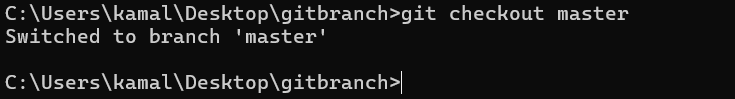 C:\Users\kamal\Desktop\gitbranch>git checkout master
Switched to branch 'master'
C:\Users\kamal\Desktop\gitbranch>